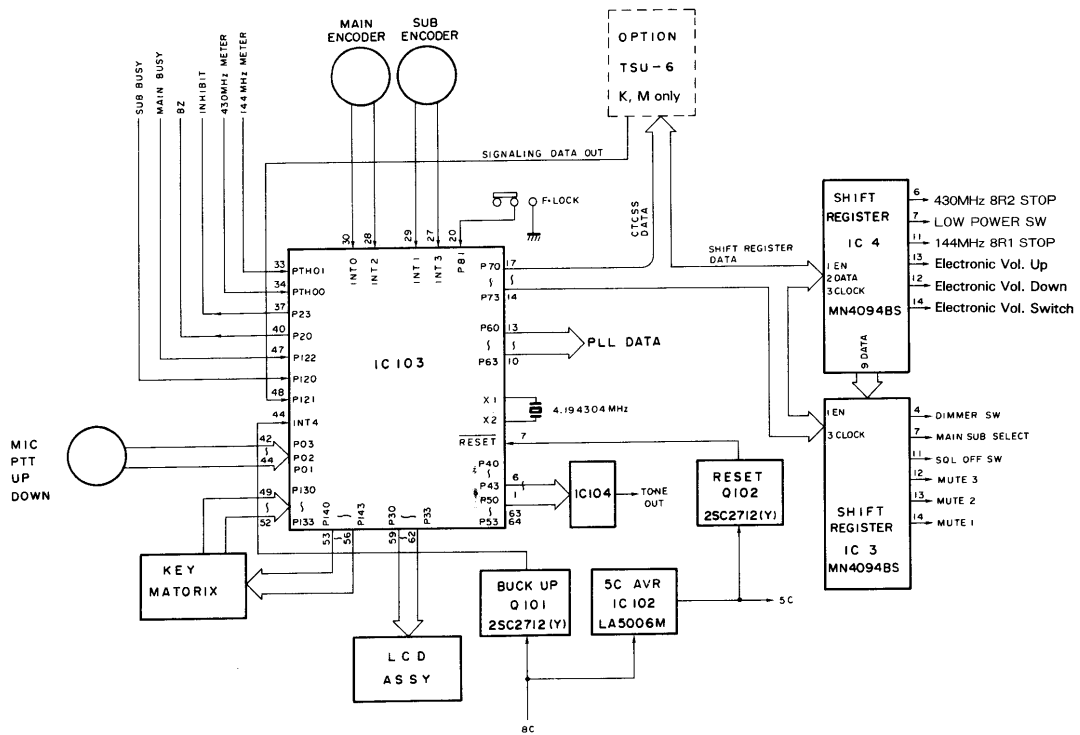 MAIN
ENCODER
SUB
ENCODER
OPTION
TSU-6
K, M only
SUB BUSY
MAIN BUSY
BZ
INHIBIT
430MHz METER
144MHz METER
SIGNALING DATA OUT
F•LOCK
CTCSS
DATA
SHIFT REGISTER
DATA
30
28
29
27
20
INT0
INT2
INT1
INT3
PB1
33
PTH01
34
PTH00
37
P23
40
P20
47
P122
P120
48
P121
44
INT4
42
P03
P02
44
P01
49
P130
52
P133
IC103
P70
17
P73
14
P60
13
P63
10
PLL DATA
X1
X2
4.194304MHz
RESET
7
P40
P43
6
P50
1
P53
63
64
IC104
TONE
OUT
P140
P143
P30
P33
53
56
59
62
MIC
PTT
UP
DOWN
KEY
MATORIX
LCD
ASSY
BUCK UP
Q101
2SC2712(Y)
5C AVR
IC102
LA5006M
RESET
Q102
2SC2712(Y)
5C
8C
SHIFT
REGISTER
IC 4
1 EN
2 DATA
3 CLOCK
MN4094BS
9 DATA
6
430MHz 8R2 STOP
7
LOW POWER SW
11
144MHz 8R1 STOP
13
Electronic Vol. Up
12
Electronic Vol. Down
14
Electronic Vol. Switch
1 EN
3 CLOCK
SHIFT
REGISTER
IC 3
MN4094BS
4
DIMMER SW
7
MAIN SUB SELECT
11
SQL OFF SW
12
MUTE 3
13
MUTE 2
14
MUTE 1